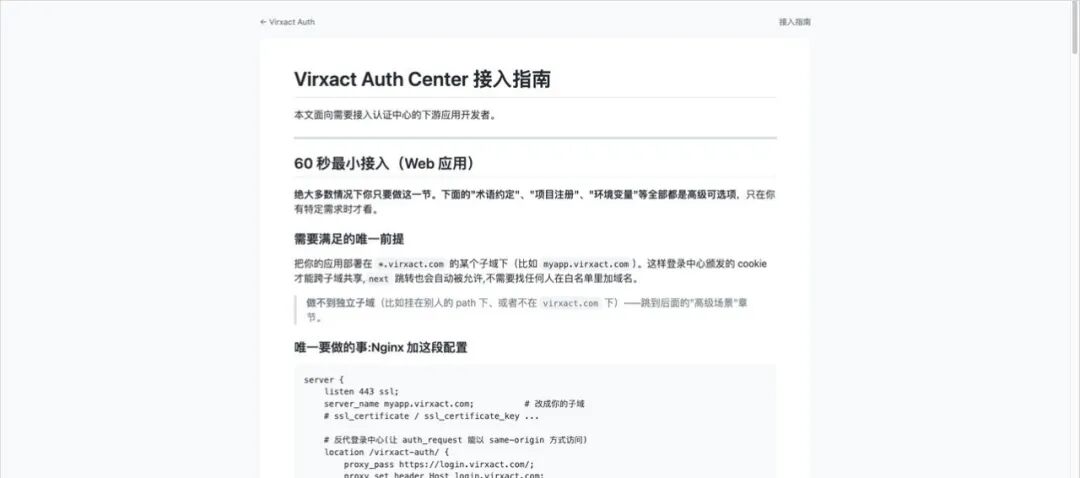 ← Virxact Auth
接入指南
Virxact Auth Center 接入指南
本文面向需要接入认证中心的下游应用开发者。
60 秒最小接入（Web 应用）
绝大多数情况下你只要做这一节。下面的"术语约定"、"项目注册"、"环境变量"等全部都是高级可选项，只在你
有特定需求时才看。
需要满足的唯一前提
把你的应用部署在 *.virxact.com 的某个子域下（比如 myapp.virxact.com）。这样登录中心颁发的 cookie
才能跨子域共享, next 跳转也会自动被允许,不需要找任何人在白名单里加域名。
做不到独立子域（比如挂在别人的 path 下、或者不在 virxact.com 下）——跳到后面的"高级场景"章
节。
唯一要做的事:Nginx 加这段配置
server {
    listen 443 ssl;
    server_name myapp.virxact.com;          # 改成你的子域
    # ssl_certificate / ssl_certificate_key ...
    # 反代登录中心(让 auth_request 能以 same-origin 方式访问)
    location /virxact-auth/ {
        proxy_pass https://login.virxact.com/;
        proxy_set_header Host login.virxact.com;